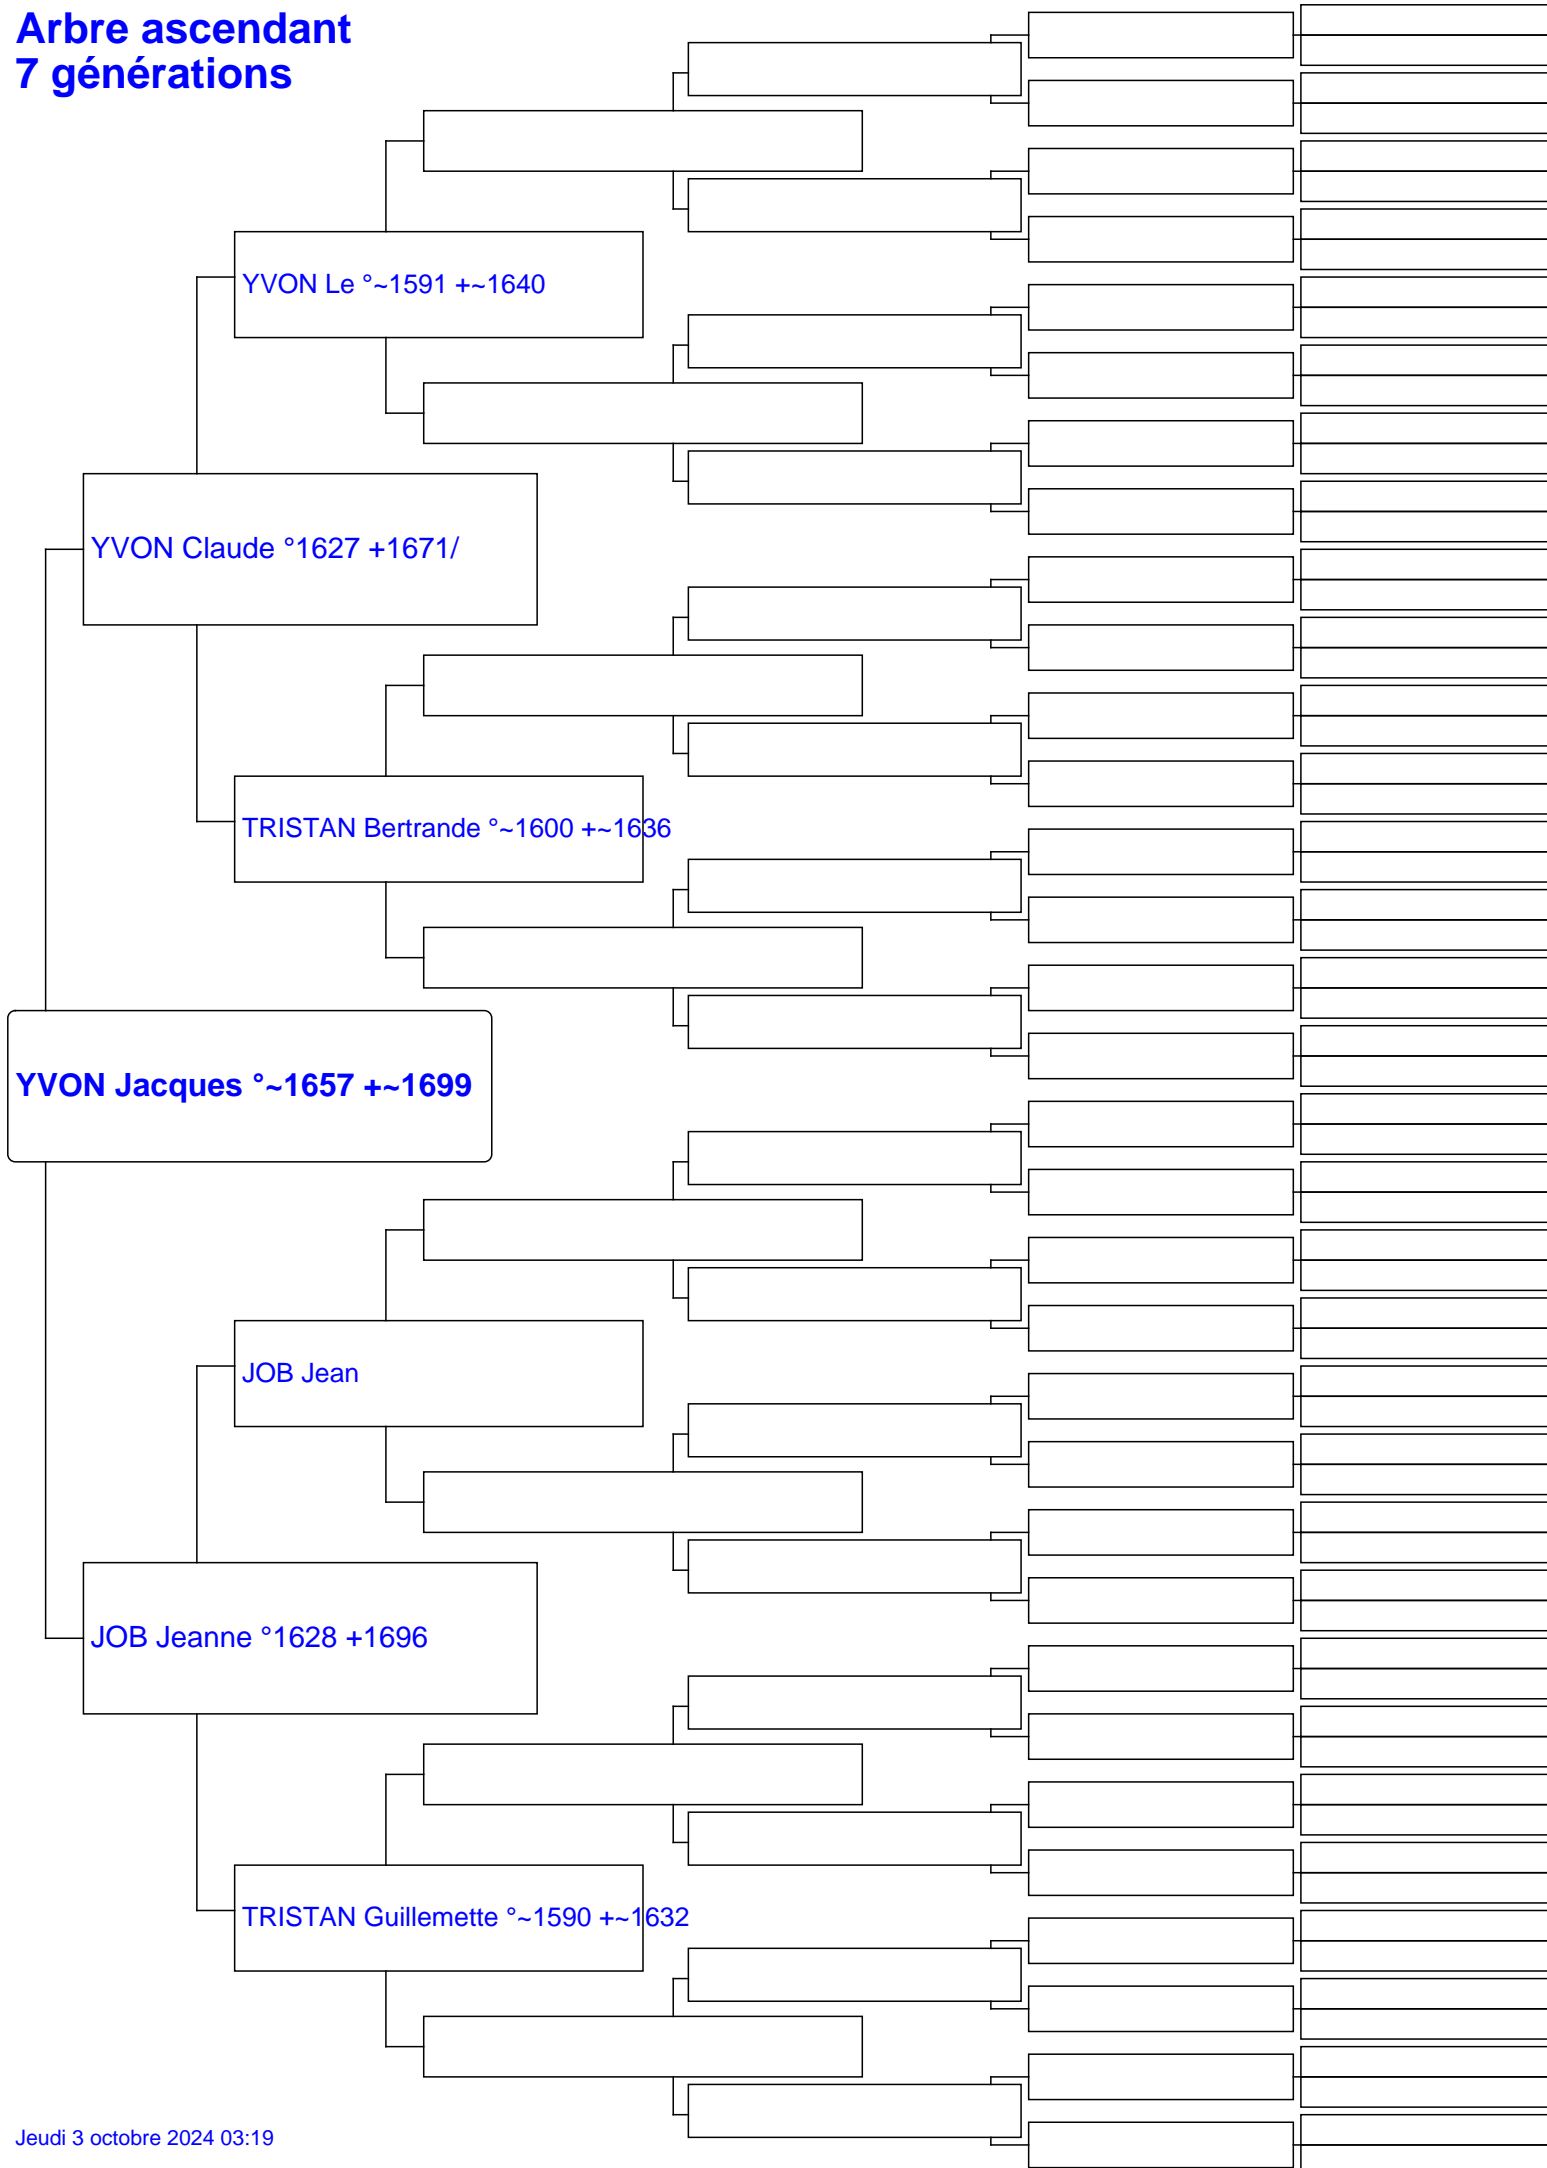 Arbre ascendant
7 générations
YVON Le °~1591 +~1640
YVON Claude °1627 +1671/
TRISTAN Bertrande °~1600 +~1636
YVON Jacques °~1657 +~1699
JOB Jean
JOB Jeanne °1628 +1696
TRISTAN Guillemette °~1590 +~1632
Jeudi 3 octobre 2024 03:19